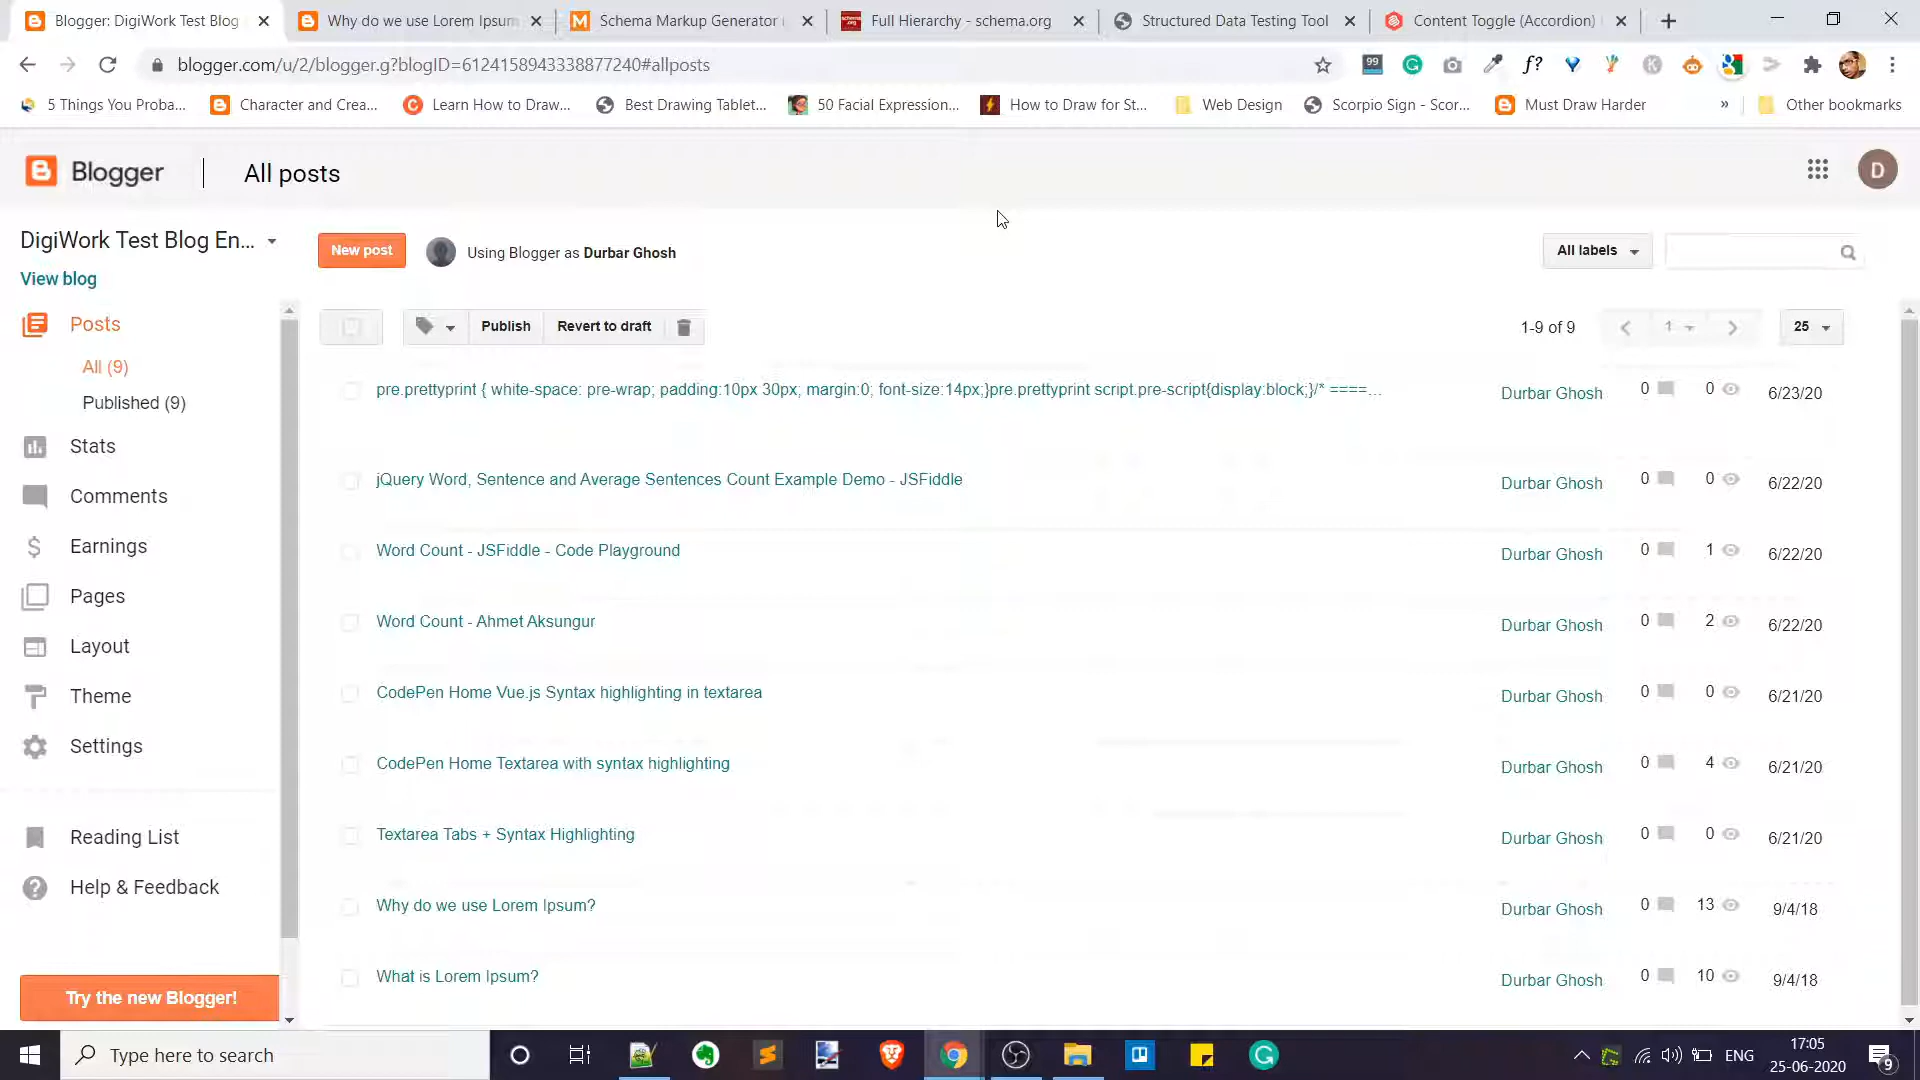 Blogger: DigiWork Test Blog
Why do we use Lorem Ipsum
Schema Markup Generator
Full Hierarchy - schema.org
Structured Data Testing Tool
Content Toggle (Accordion)
blogger.com/u/2/blogger.g?blogID=6124158943338877240#allposts
99
f?
5 Things You Proba...
Character and Crea...
Learn How to Draw...
Best Drawing Tablet...
50 Facial Expression...
How to Draw for St...
Web Design
Scorpio Sign - Scor...
Must Draw Harder
»
Other bookmarks
Blogger
All posts
D
DigiWork Test Blog En...
View blog
New post
Using Blogger as Durbar Ghosh
All labels
Posts
All (9)
Published (9)
Stats
Comments
Earnings
Pages
Layout
Theme
Settings
Reading List
Help & Feedback
Try the new Blogger!
Publish
Revert to draft
1-9 of 9
1
25
pre.prettyprint { white-space: pre-wrap; padding:10px 30px; margin:0; font-size:14px;}pre.prettyprint script.pre-script{display:block;}/* ====... Durbar Ghosh 0 0 6/23/20
jQuery Word, Sentence and Average Sentences Count Example Demo - JSFiddle Durbar Ghosh 0 0 6/22/20
Word Count - JSFiddle - Code Playground Durbar Ghosh 0 1 6/22/20
Word Count - Ahmet Aksungur Durbar Ghosh 0 2 6/22/20
CodePen Home Vue.js Syntax highlighting in textarea Durbar Ghosh 0 0 6/21/20
CodePen Home Textarea with syntax highlighting Durbar Ghosh 0 4 6/21/20
Textarea Tabs + Syntax Highlighting Durbar Ghosh 0 0 6/21/20
Why do we use Lorem Ipsum? Durbar Ghosh 0 13 9/4/18
What is Lorem Ipsum? Durbar Ghosh 0 10 9/4/18
Type here to search
ENG
17:05
25-06-2020
9